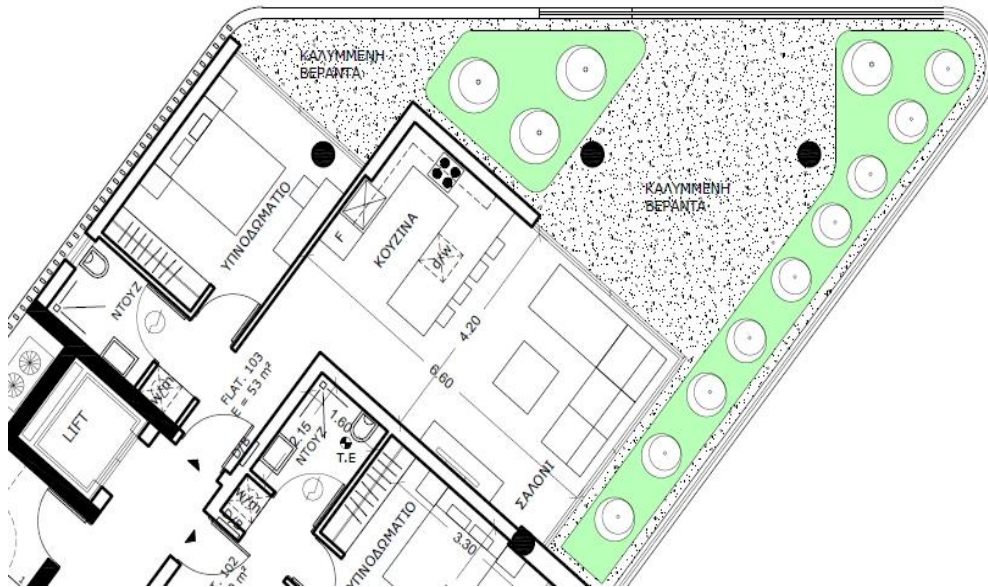 ΚΑΛΥΜΜΕΝΗ
ΒΕΡΑΝΤΑ
ΚΑΛΥΜΜΕΝΗ
ΒΕΡΑΝΤΑ
ΥΠΝΟΔΩΜΑΤΙΟ
F
ΚΟΥΖΙΝΑ
d/w
ΝΤΟΥΖ
4.20
6.60
W/m
FLAT. 103
E = 53 m²
LIFT
D/B
2.15
1.60
ΝΤΟΥΖ
T.E
ΣΑΛΟΝΙ
W/m
D/B
ΥΠΝΟΔΩΜΑΤΙΟ
3.30
102